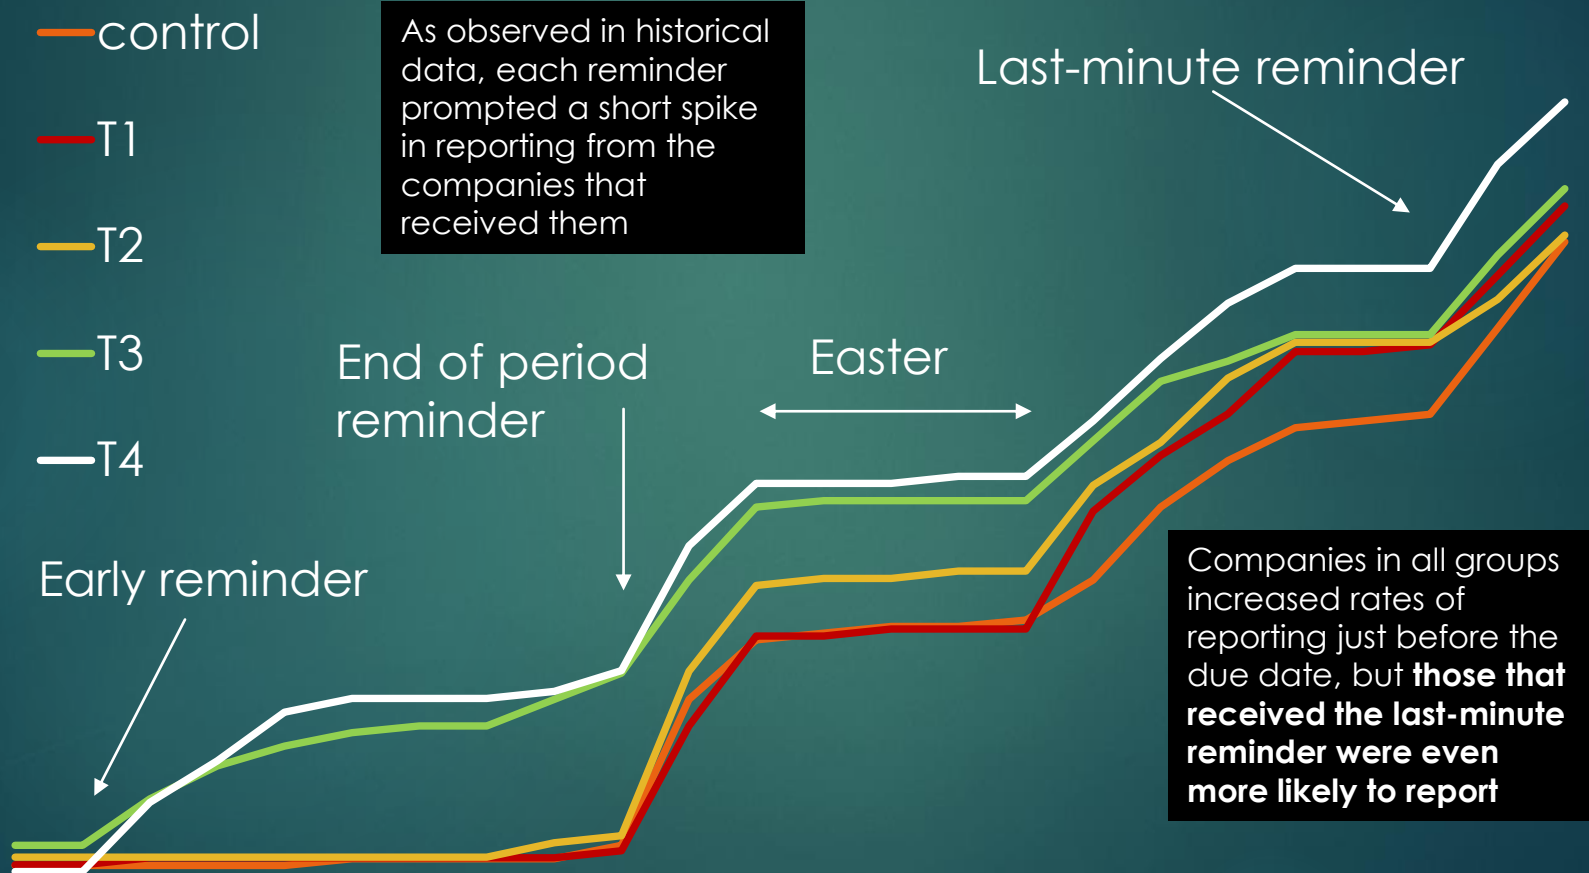 control
T1
T2
T3
T4
As observed in historical
data, each reminder
prompted a short spike
in reporting from the
companies that
received them
Last-minute reminder
End of period
reminder
Easter
Early reminder
Companies in all groups
increased rates of
reporting just before the
due date, but those that
received the last-minute
reminder were even
more likely to report